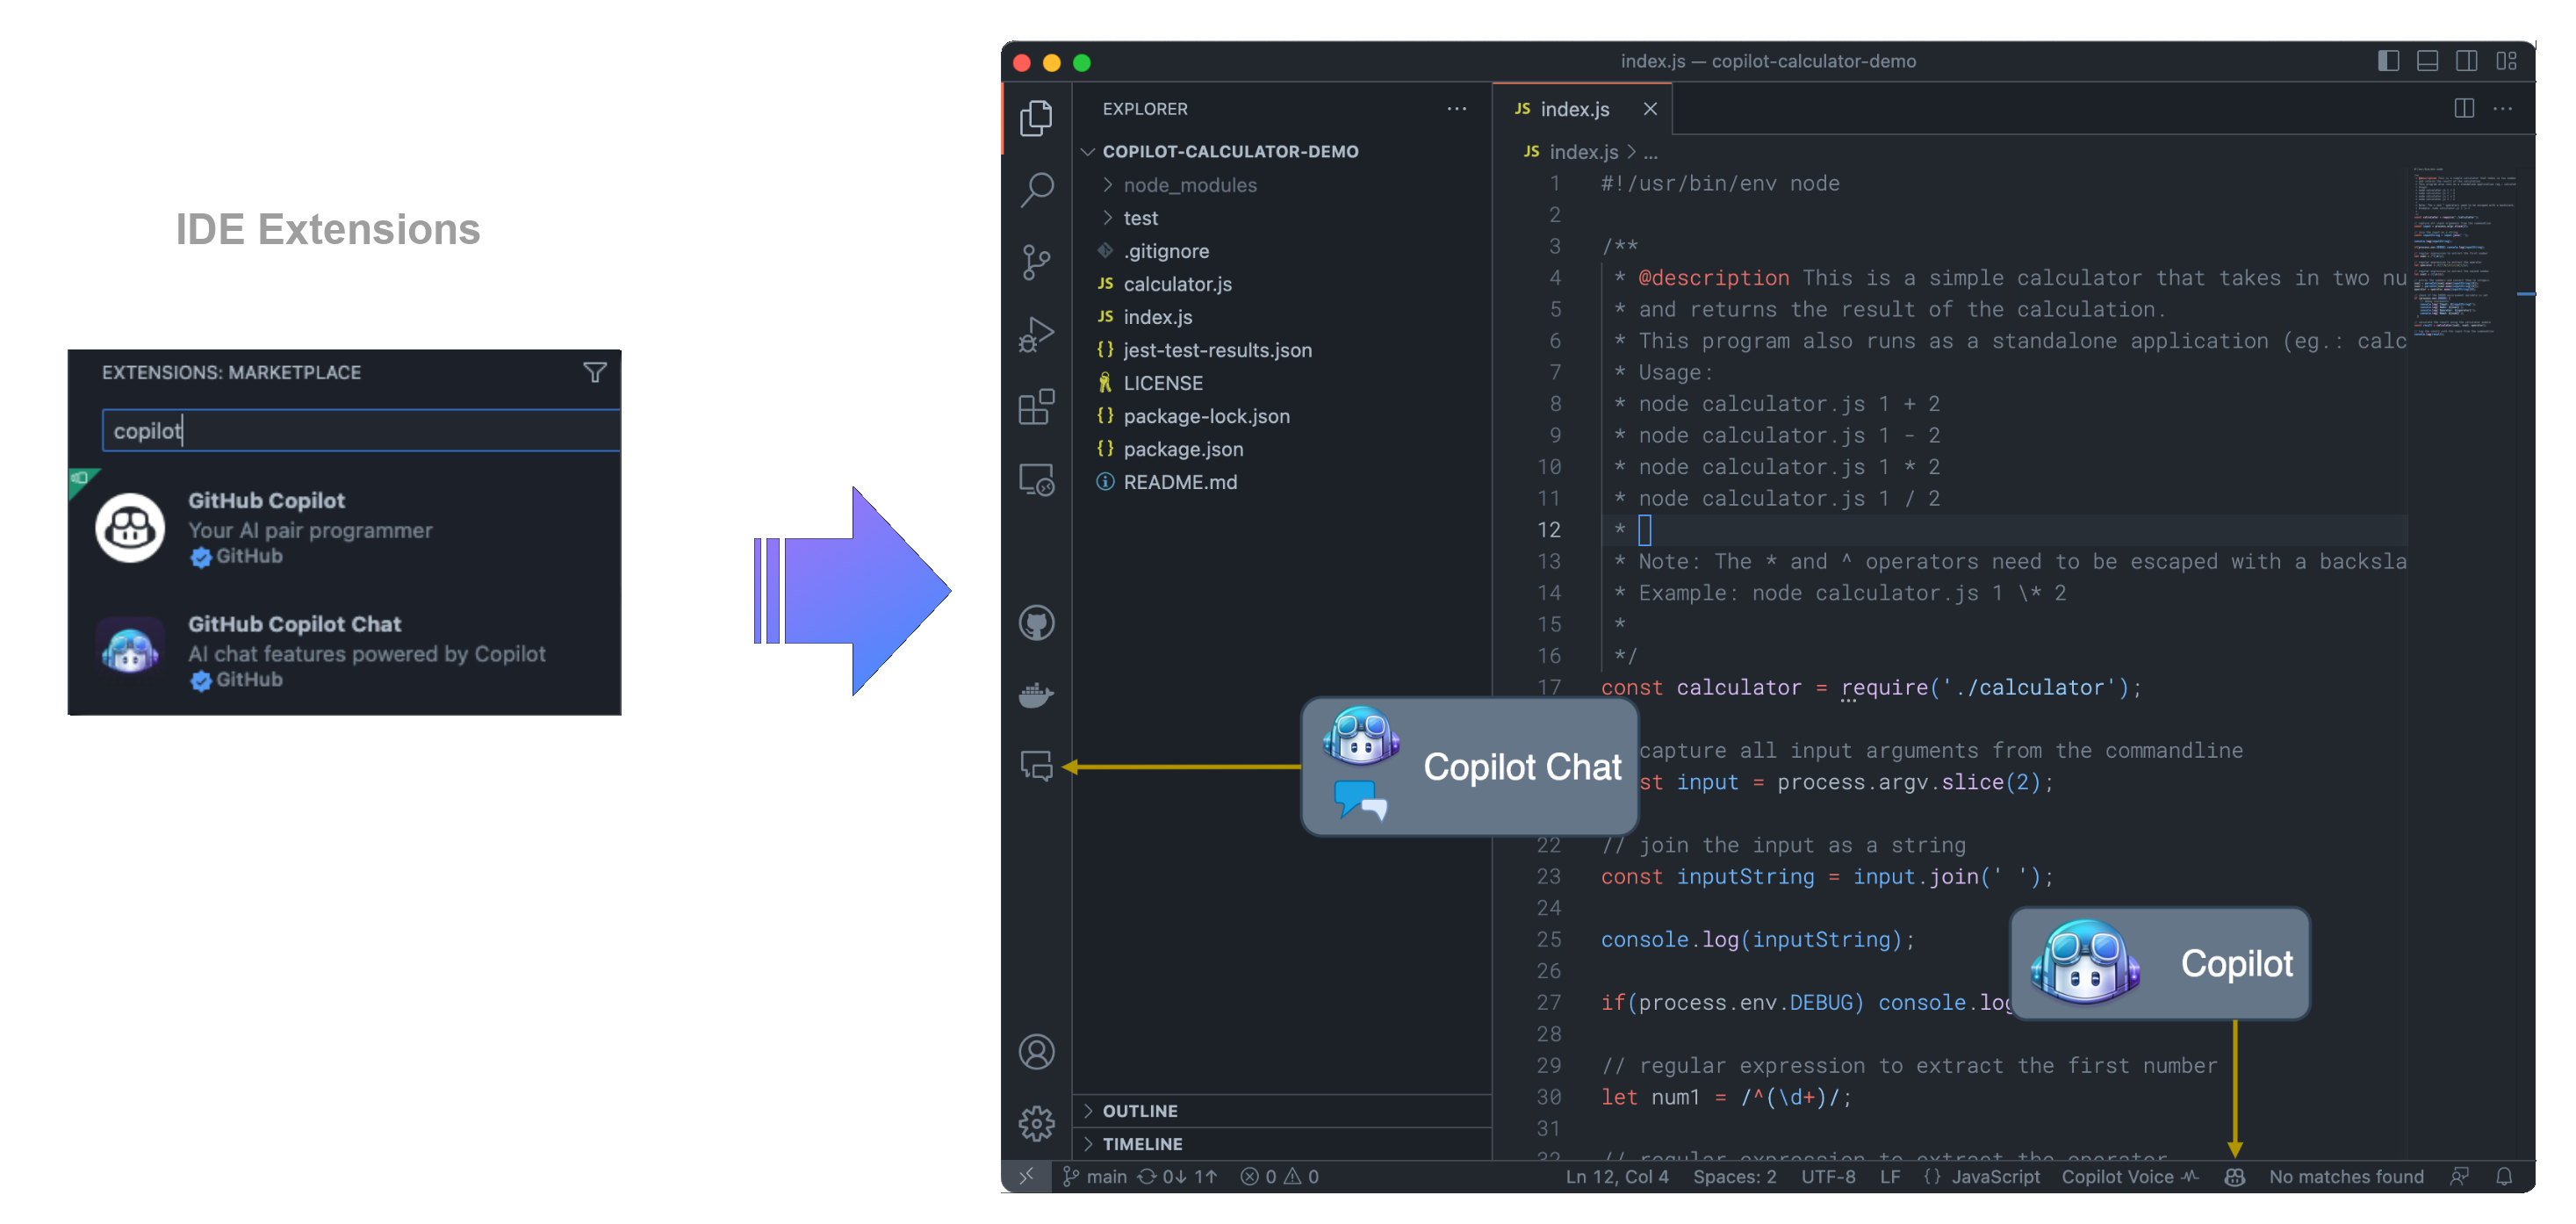 IDE Extensions
EXTENSIONS: MARKETPLACE
copilot
GitHub Copilot
Your AI pair programmer
GitHub
GitHub Copilot Chat
AI chat features powered by Copilot
GitHub
index.js — copilot-calculator-demo
EXPLORER
COPILOT-CALCULATOR-DEMO
node_modules
test
.gitignore
JS calculator.js
JS index.js
{} jest-test-results.json
LICENSE
{} package-lock.json
{} package.json
README.md
OUTLINE
TIMELINE
JS index.js
JS index.js > ...
1 #!/usr/bin/env node
2
3 /**
4 * @description This is a simple calculator that takes in two nu
5 * and returns the result of the calculation.
6 * This program also runs as a standalone application (eg.: calc
7 * Usage:
8 * node calculator.js 1 + 2
9 * node calculator.js 1 - 2
10 * node calculator.js 1 * 2
11 * node calculator.js 1 / 2
12 *
13 * Note: The * and ^ operators need to be escaped with a backsla
14 * Example: node calculator.js 1 \* 2
15 *
16 */
17 const calculator = require('./calculator');
capture all input arguments from the commandline
st input = process.argv.slice(2);
22 // join the input as a string
23 const inputString = input.join(' ');
24
25 console.log(inputString);
26
27 if(process.env.DEBUG) console.log
28
29 // regular expression to extract the first number
30 let num1 = /^(\d+)/;
31
32 // regular expression to extract the operator
Copilot Chat
Copilot
main 0↓ 1↑ 0 0
Ln 12, Col 4 Spaces: 2 UTF-8 LF {} JavaScript Copilot Voice No matches found